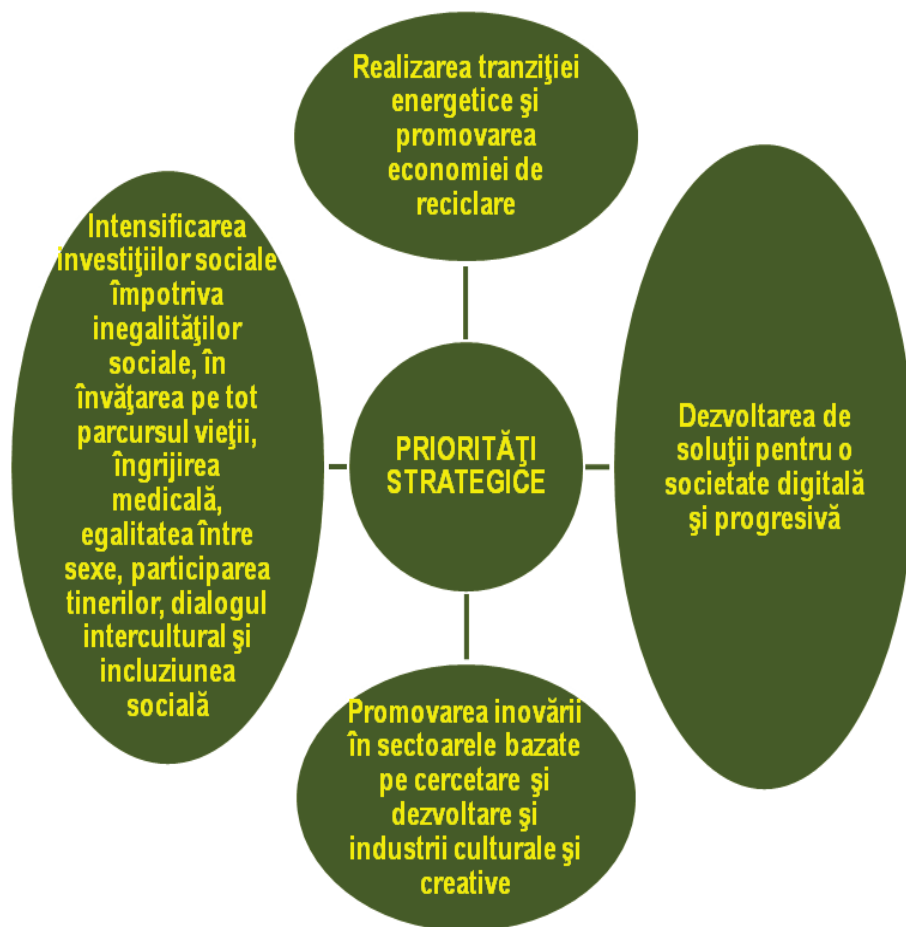 Realizarea tranziţiei
energetice şi
promovarea
economiei de
reciclare
Intensificarea
investiţiilor sociale
împotriva
inegalităţilor
sociale, în
învăţarea pe tot
parcursul vieţii,
îngrijirea
medicală,
egalitatea între
sexe, participarea
tinerilor, dialogul
intercultural şi
incluziunea
socială
PRIORITĂŢI
STRATEGICE
Dezvoltarea de
soluţii pentru o
societate digitală
şi progresivă
Promovarea inovării
în sectoarele bazate
pe cercetare şi
dezvoltare şi
industrii culturale şi
creative